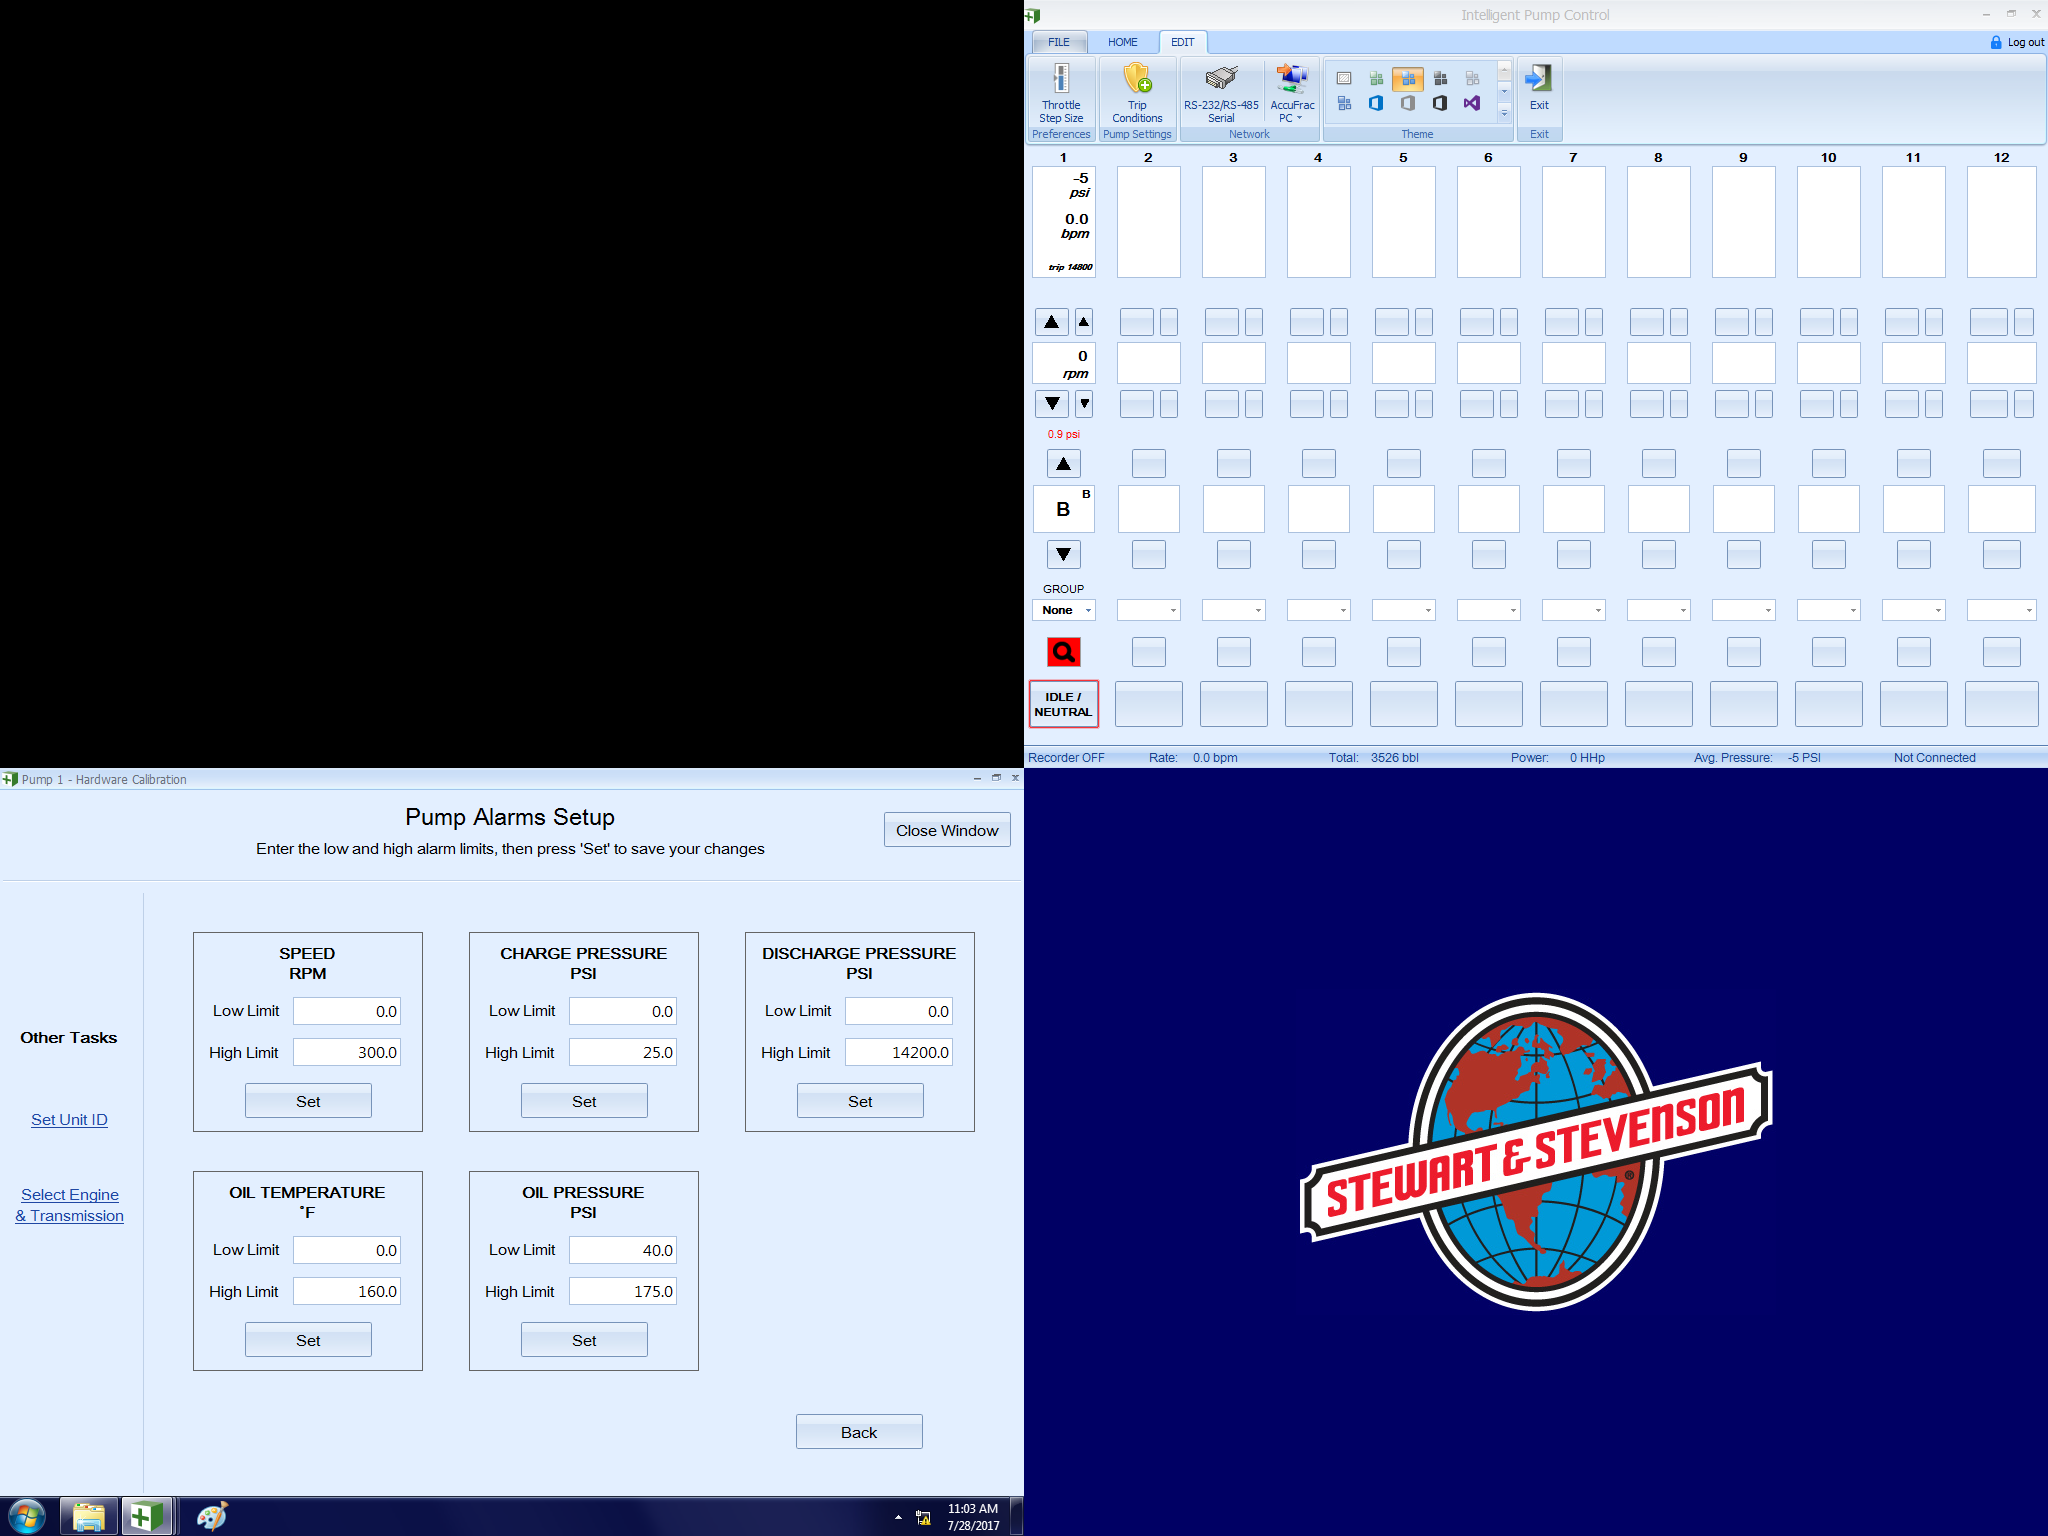 Intelligent Pump Control
FILE HOME EDIT Log out
Throttle Step Size
Trip Conditions
RS-232/RS-485 Serial
AccuFrac PC
Exit
Preferences Pump Settings Network Theme Exit
1 2 3 4 5 6 7 8 9 10 11 12
-5
psi
0.0
bpm
trip 14800
0
rpm
0.9 psi
B
B
GROUP
None
IDLE /
NEUTRAL
Recorder OFF Rate: 0.0 bpm Total: 3526 bbl Power: 0 HHp Avg. Pressure: -5 PSI Not Connected
Pump 1 - Hardware Calibration
Pump Alarms Setup
Close Window
Enter the low and high alarm limits, then press 'Set' to save your changes
Other Tasks
Set Unit ID
Select Engine
& Transmission
SPEED
RPM
Low Limit 0.0
High Limit 300.0
Set
CHARGE PRESSURE
PSI
Low Limit 0.0
High Limit 25.0
Set
DISCHARGE PRESSURE
PSI
Low Limit 0.0
High Limit 14200.0
Set
OIL TEMPERATURE
°F
Low Limit 0.0
High Limit 160.0
Set
OIL PRESSURE
PSI
Low Limit 40.0
High Limit 175.0
Set
Back
11:03 AM
7/28/2017
STEWART & STEVENSON
®